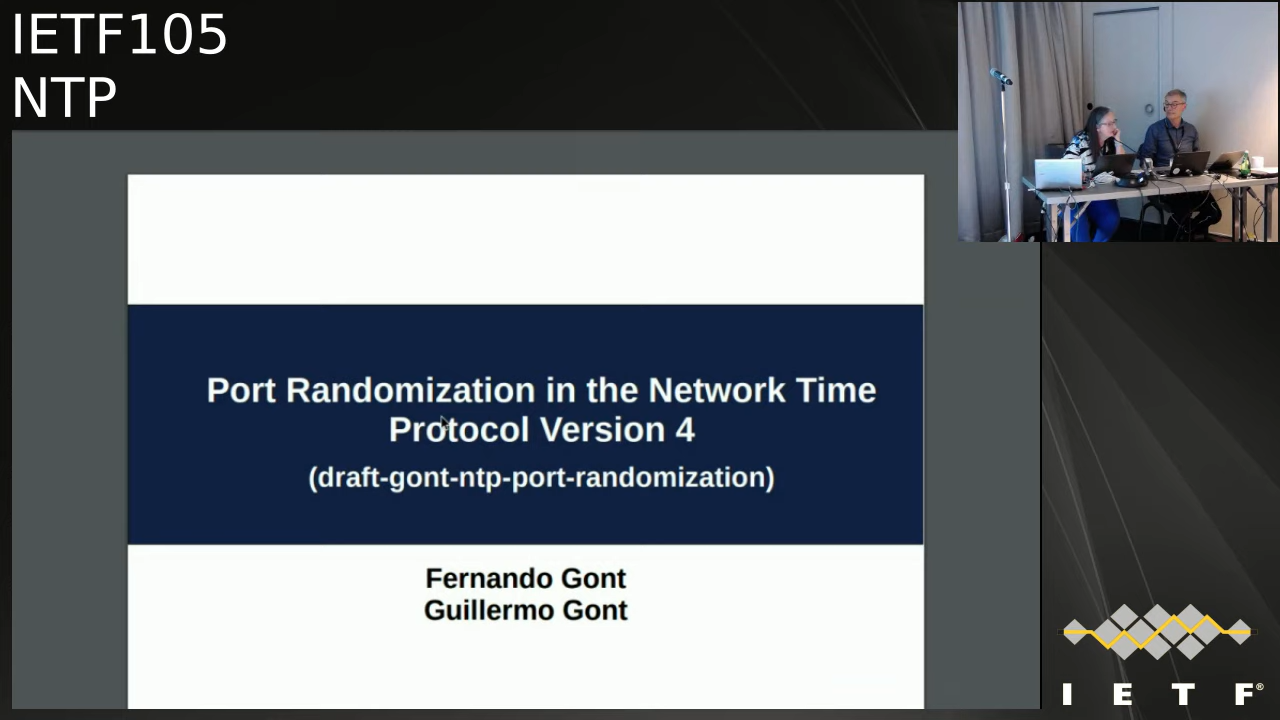 IETF105
NTP
Port Randomization in the Network Time
Protocol Version 4
(draft-gont-ntp-port-randomization)
Fernando Gont
Guillermo Gont
I E T F®